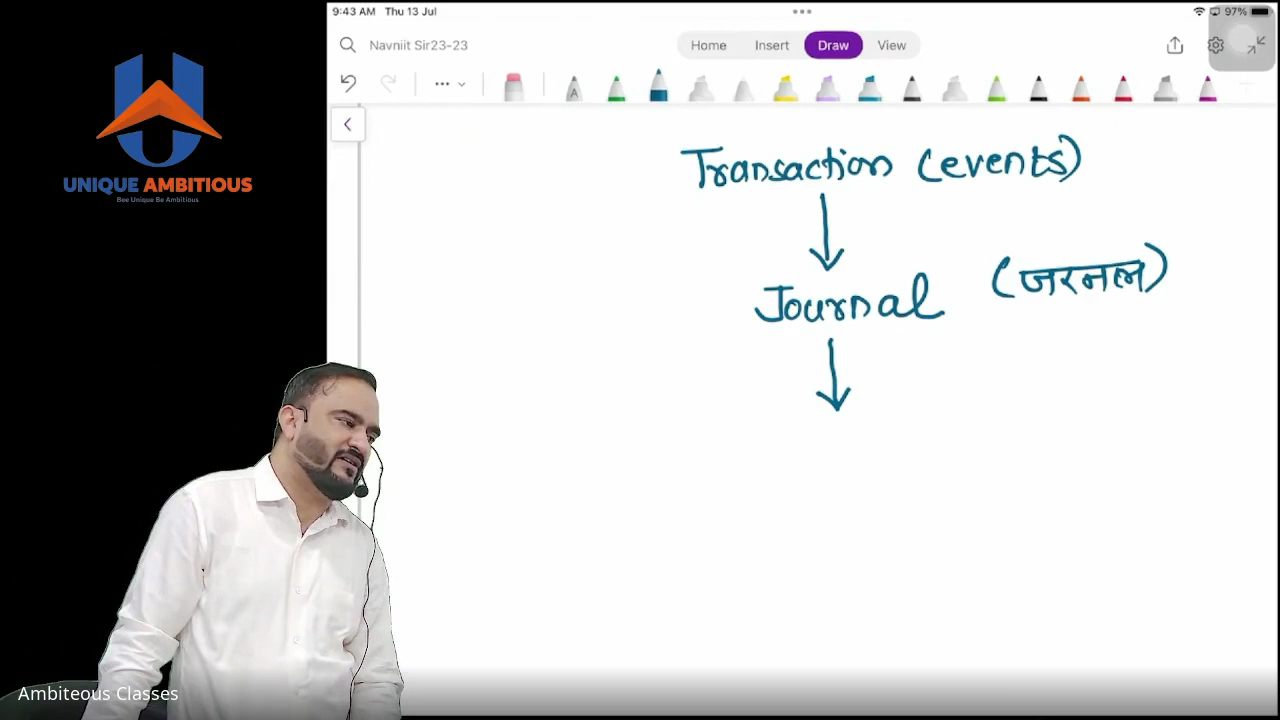 9:43 AM Thu 13 Jul
97%
Navniit Sir23-23
Home Insert Draw View
A
UNIQUE AMBITIOUS
Bee Unique Be Ambitious
Transaction (events)
Journal (जरनल)
Ambiteous Classes